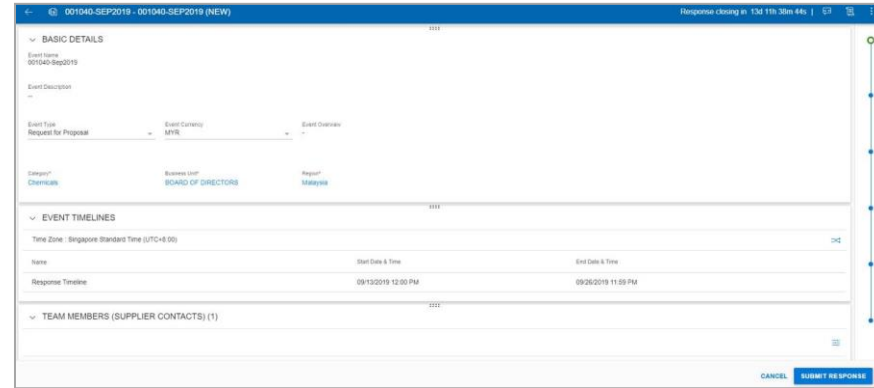 001040-SEP2019 - 001040-SEP2019 (NEW) Response closing in 13d 11h 38m 44s |
BASIC DETAILS
Event Name
001040-Sep2019
Event Description
--
Event Type Event Currency Event Overview
Request for Proposal MYR -
Category* Business Unit* Region*
Chemicals BOARD OF DIRECTORS Malaysia
EVENT TIMELINES
Time Zone : Singapore Standard Time (UTC+8:00)
Name Start Date & Time End Date & Time
Response Timeline 09/13/2019 12:00 PM 09/26/2019 11:59 PM
TEAM MEMBERS (SUPPLIER CONTACTS) (1)
CANCEL SUBMIT RESPONSE